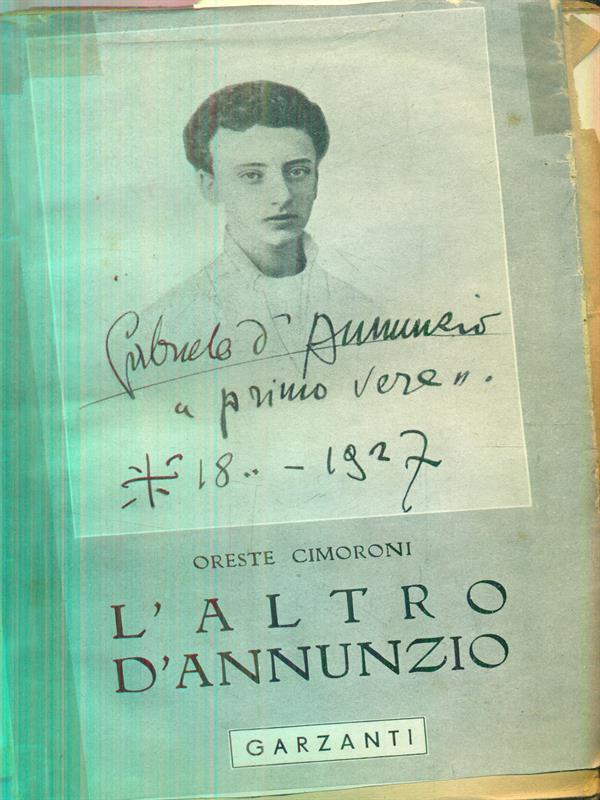 Gabriele d'Annunzio
"primo vere".
* 18.. - 1927
ORESTE CIMORONI
L'ALTRO
D'ANNUNZIO
GARZANTI